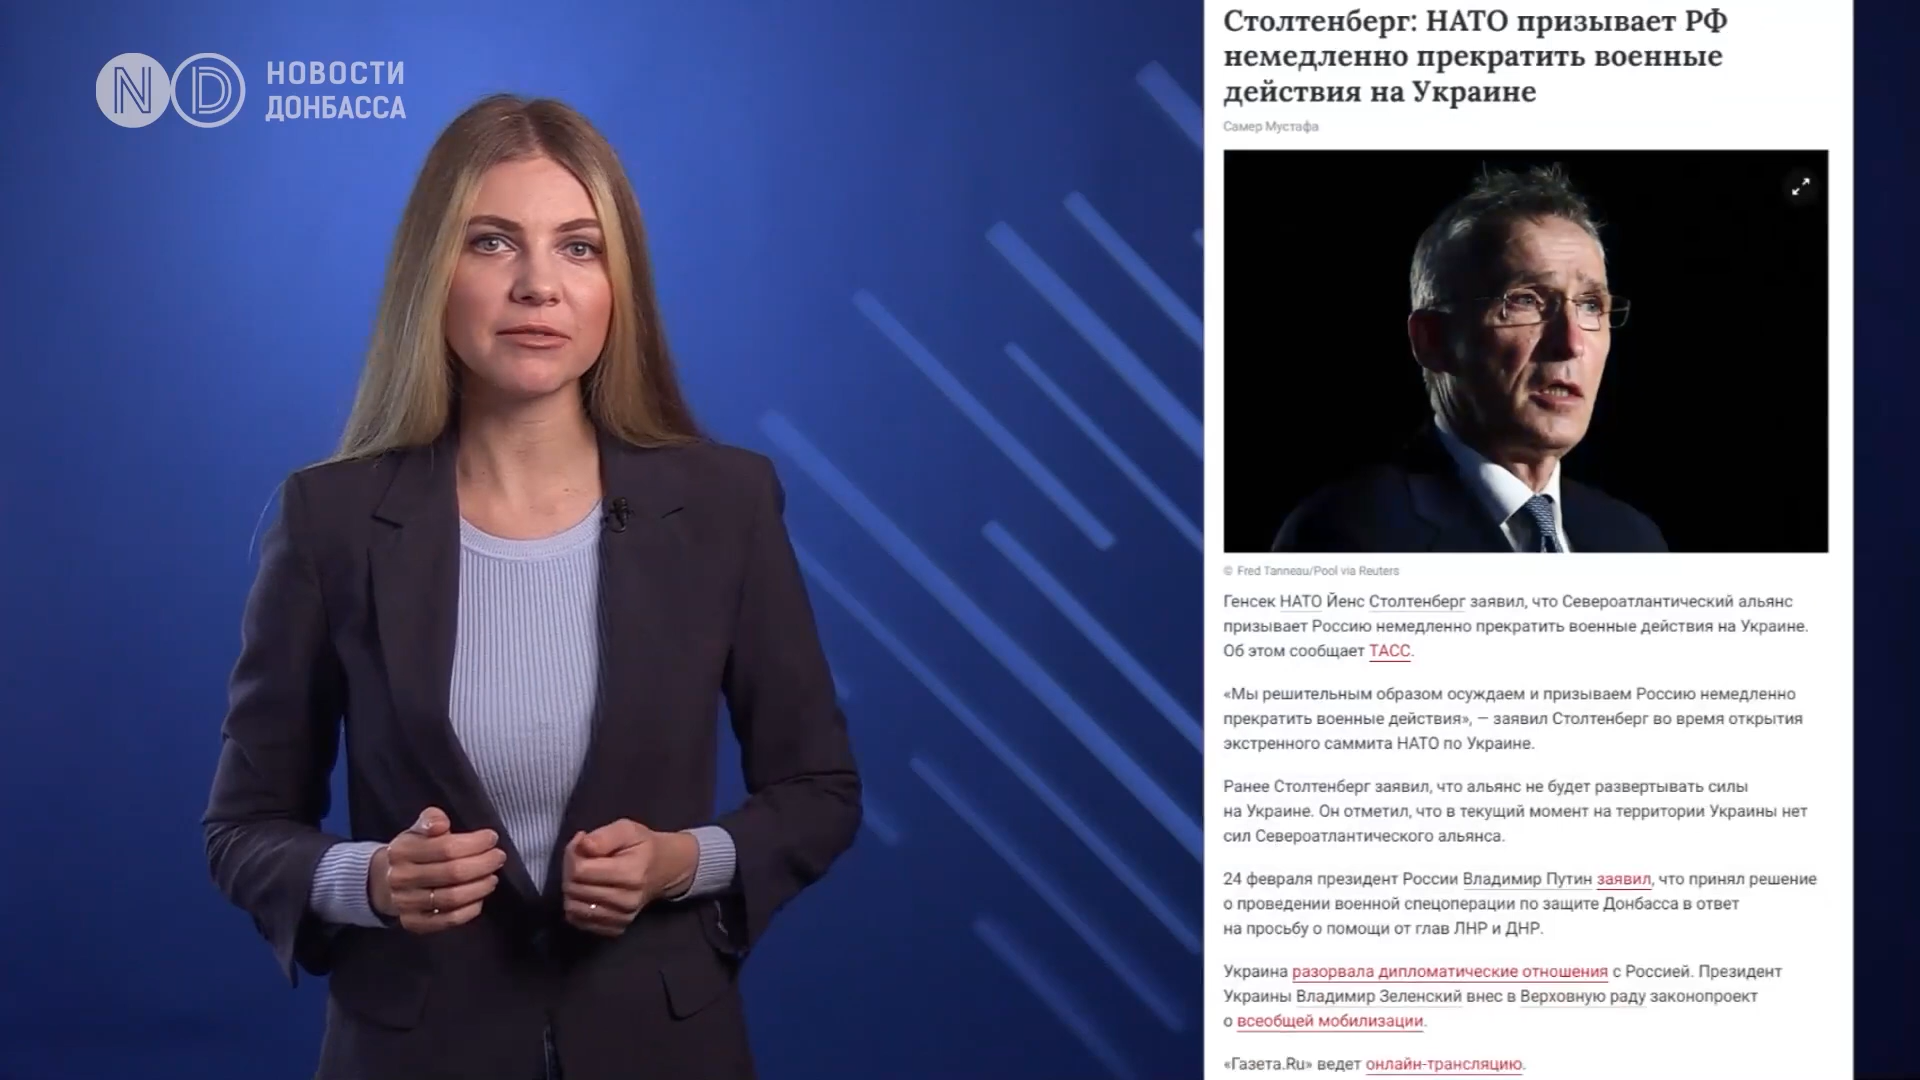 ND НОВОСТИ
ДОНБАССА
Столтенберг: НАТО призывает РФ
немедленно прекратить военные
действия на Украине
Самер Мустафа
© Fred Tanneau/Pool via Reuters
Генсек НАТО Йенс Столтенберг заявил, что Североатлантический альянс
призывает Россию немедленно прекратить военные действия на Украине.
Об этом сообщает ТАСС.
«Мы решительным образом осуждаем и призываем Россию немедленно
прекратить военные действия», — заявил Столтенберг во время открытия
экстренного саммита НАТО по Украине.
Ранее Столтенберг заявил, что альянс не будет развертывать силы
на Украине. Он отметил, что в текущий момент на территории Украины нет
сил Североатлантического альянса.
24 февраля президент России Владимир Путин заявил, что принял решение
о проведении военной спецоперации по защите Донбасса в ответ
на просьбу о помощи от глав ЛНР и ДНР.
Украина разорвала дипломатические отношения с Россией. Президент
Украины Владимир Зеленский внес в Верховную раду законопроект
о всеобщей мобилизации.
«Газета.Ru» ведет онлайн-трансляцию.